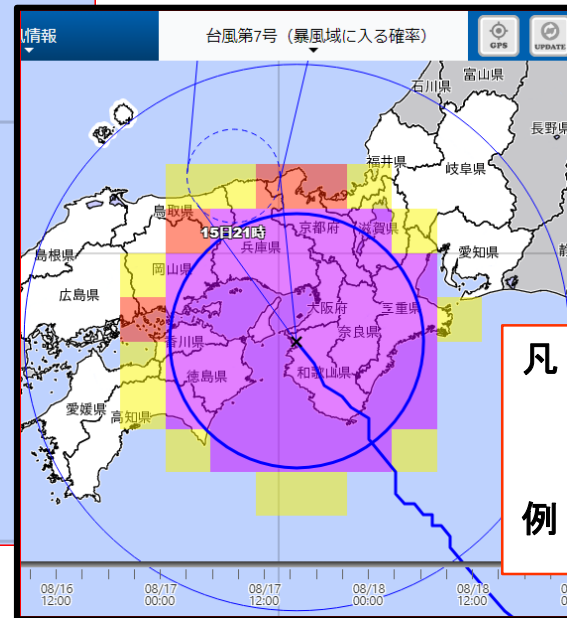 情報
台風第7号（暴風域に入る確率）
GPS
UPDATE
富山県
石川県
長野県
福井県
岐阜県
鳥取県
15日21時
京都府
滋賀県
兵庫県
島根県
愛知県
岡山県
広島県
大阪府
三重県
奈良県
香川県
和歌山県
徳島県
愛媛県
高知県
凡
例
08/16
12:00
08/17
00:00
08/17
12:00
08/18
00:00
08/18
12:00